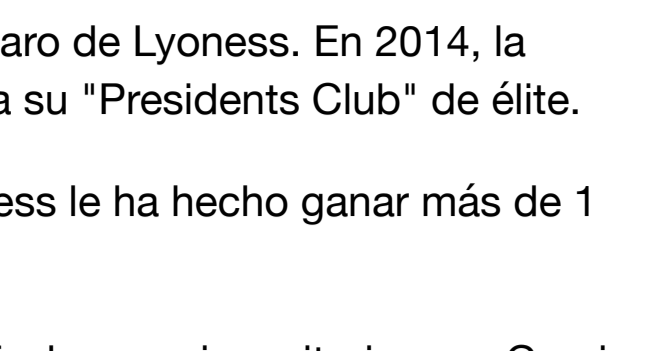 aro de Lyoness. En 2014, la
a su "Presidents Club" de élite.
ess le ha hecho ganar más de 1